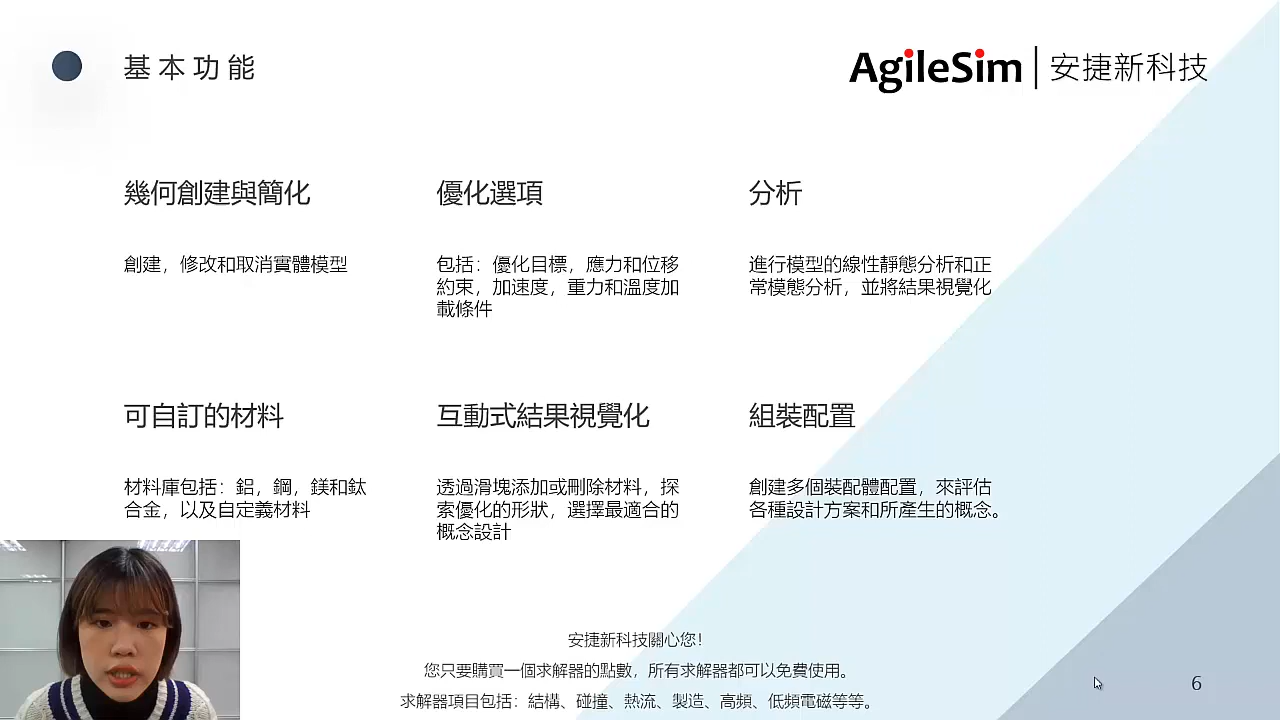 基本功能
AgileSim | 安捷新科技
幾何創建與簡化
創建，修改和取消實體模型
優化選項
包括：優化目標，應力和位移
約束，加速度，重力和溫度加
載條件
分析
進行模型的線性靜態分析和正
常模態分析，並將結果視覺化
可自訂的材料
材料庫包括：鋁，鋼，鎂和鈦
合金，以及自定義材料
互動式結果視覺化
透過滑塊添加或刪除材料，探
索優化的形狀，選擇最適合的
概念設計
組裝配置
創建多個裝配體配置，來評估
各種設計方案和所產生的概念。
安捷新科技關心您！
您只要購買一個求解器的點數，所有求解器都可以免費使用。
求解器項目包括：結構、碰撞、熱流、製造、高頻、低頻電磁等等。
6